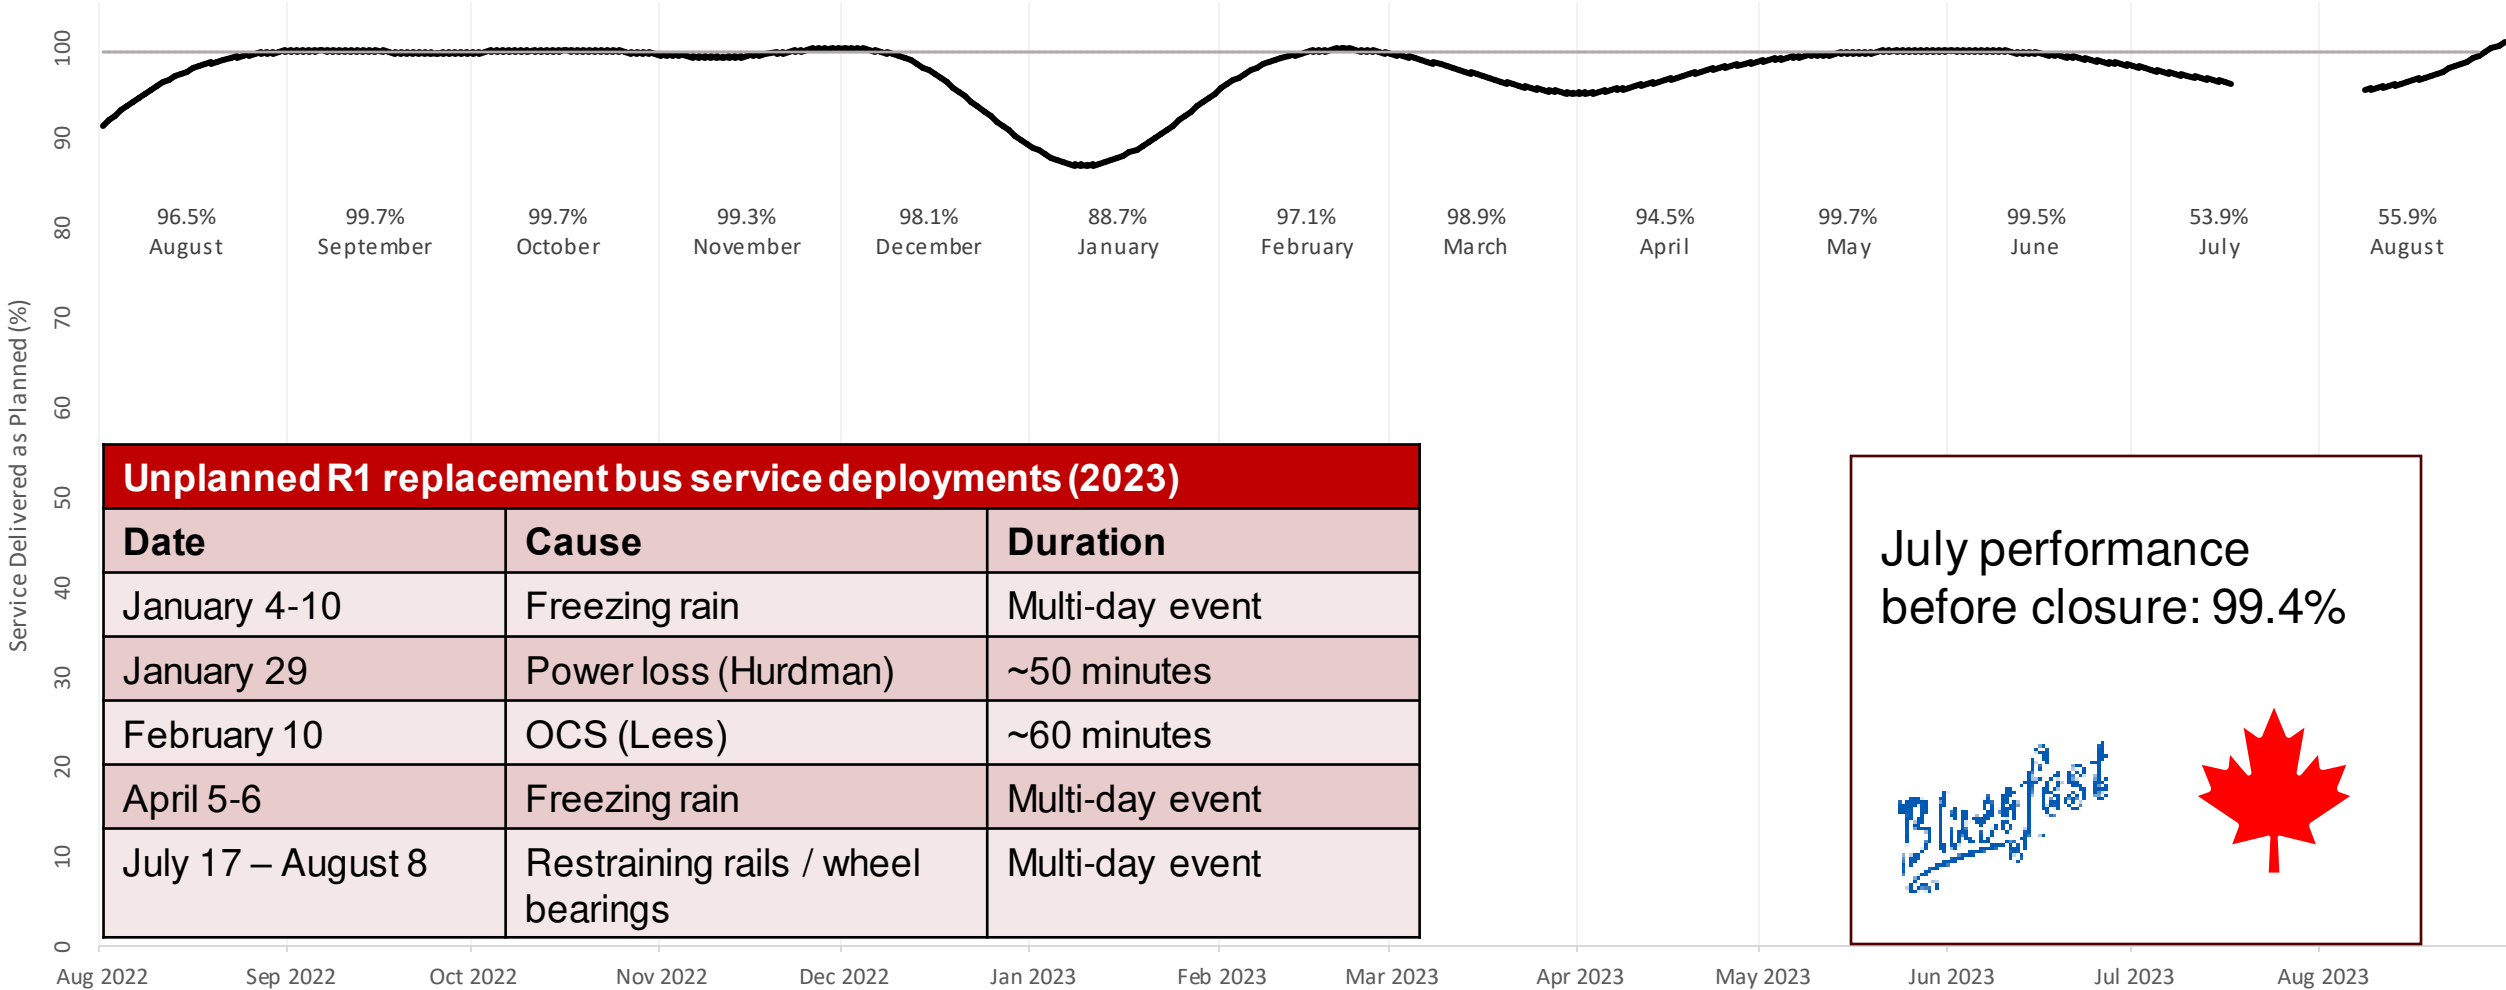 Service Delivered as Planned (%)
100
90
80
70
60
50
40
30
20
10
0
96.5%
August
99.7%
September
99.7%
October
99.3%
November
98.1%
December
88.7%
January
97.1%
February
98.9%
March
94.5%
April
99.7%
May
99.5%
June
53.9%
July
55.9%
August
Unplanned R1 replacement bus service deployments (2023)
Date Cause Duration
January 4-10 Freezing rain Multi-day event
January 29 Power loss (Hurdman) ~50 minutes
February 10 OCS (Lees) ~60 minutes
April 5-6 Freezing rain Multi-day event
July 17 – August 8 Restraining rails / wheel Multi-day event
bearings
July performance
before closure: 99.4%
Bluesfest
Aug 2022 Sep 2022 Oct 2022 Nov 2022 Dec 2022 Jan 2023 Feb 2023 Mar 2023 Apr 2023 May 2023 Jun 2023 Jul 2023 Aug 2023